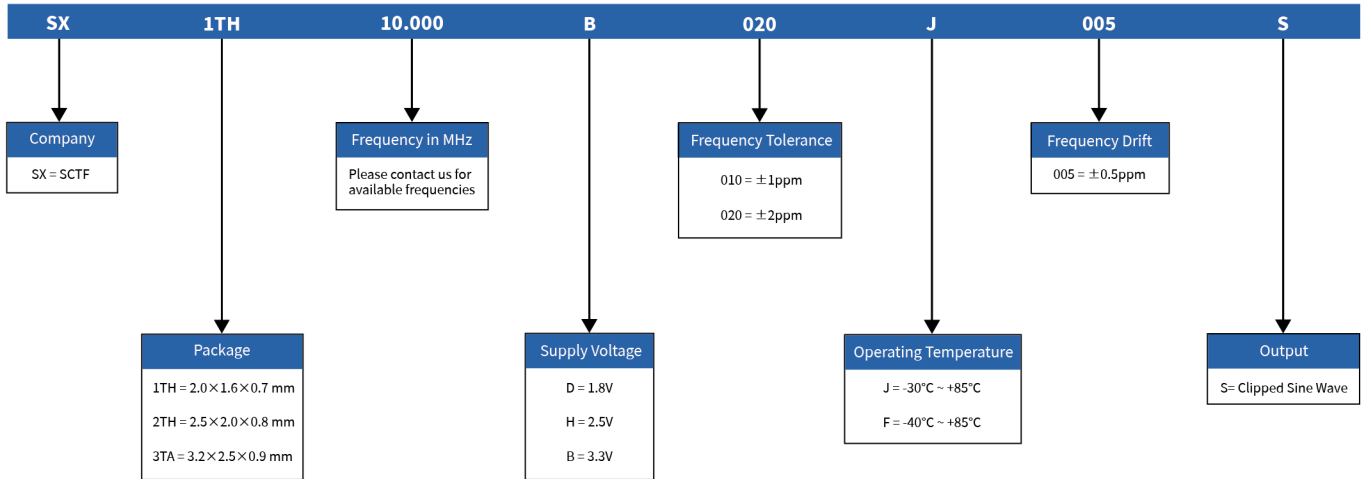 SX 1TH 10.000 B 020 J 005 S
Company
SX = SCTF
Frequency in MHz
Please contact us for
available frequencies
Frequency Tolerance
010 = ±1ppm
020 = ±2ppm
Frequency Drift
005 = ±0.5ppm
Package
1TH = 2.0×1.6×0.7 mm
2TH = 2.5×2.0×0.8 mm
3TA = 3.2×2.5×0.9 mm
Supply Voltage
D = 1.8V
H = 2.5V
B = 3.3V
Operating Temperature
J = -30°C ~ +85°C
F = -40°C ~ +85°C
Output
S= Clipped Sine Wave